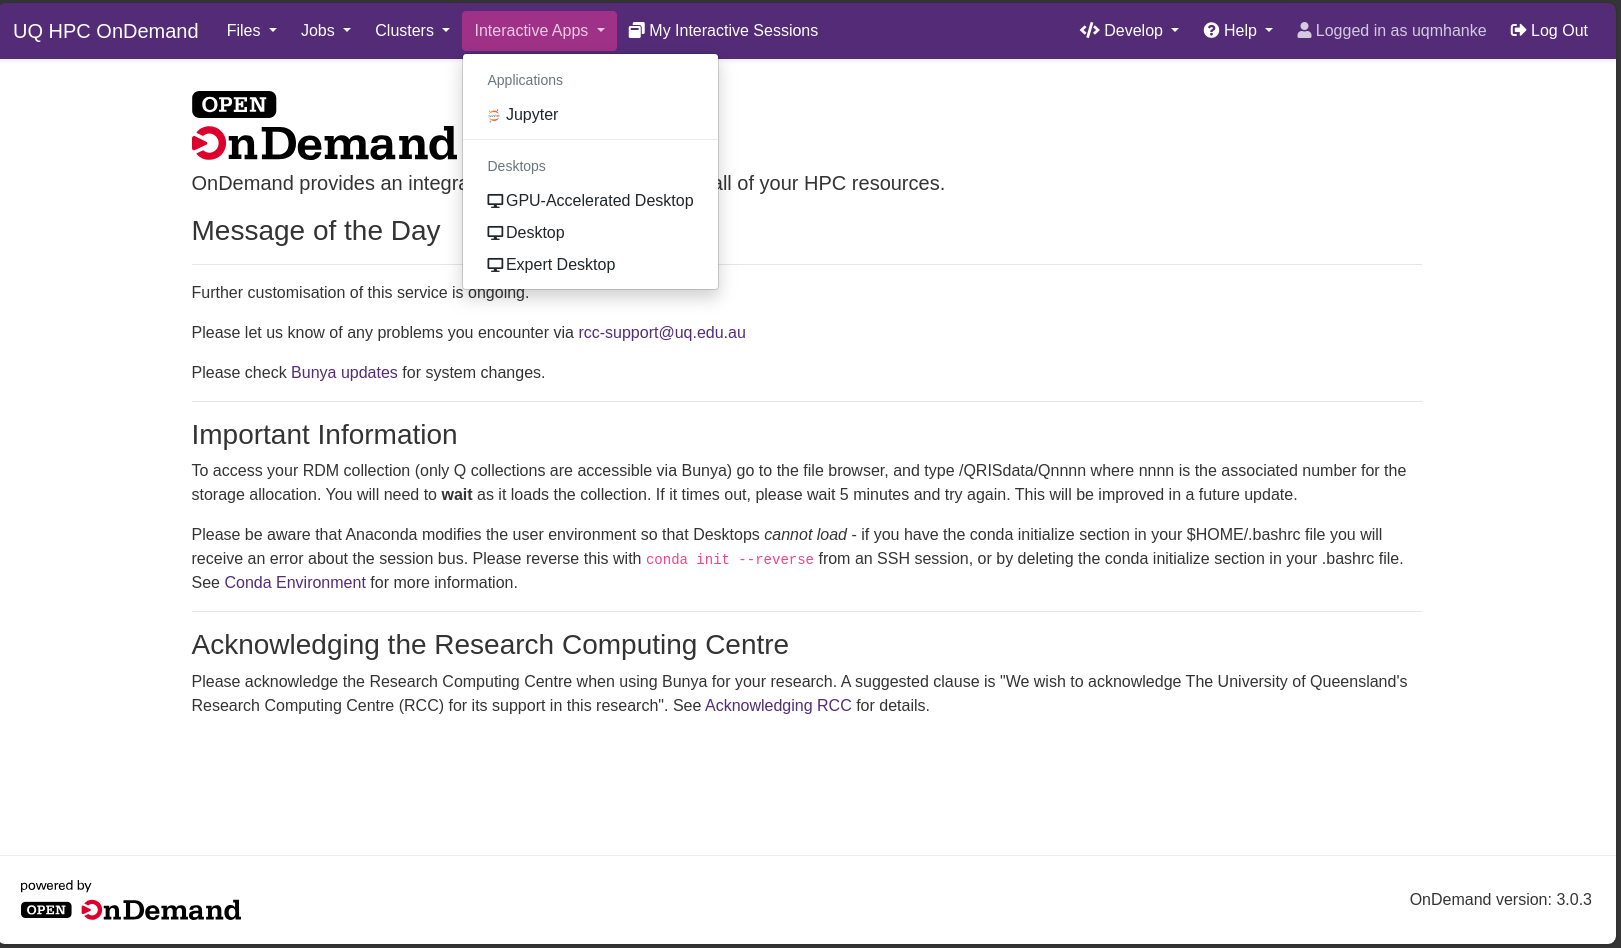 UQ HPC OnDemand Files Jobs Clusters Interactive Apps My Interactive Sessions Develop Help Logged in as uqmhanke Log Out
Applications
Jupyter
Desktops
GPU-Accelerated Desktop
Desktop
Expert Desktop
OPEN
OnDemand
OnDemand provides an integra all of your HPC resources.
Message of the Day
Further customisation of this service is ongoing.
Please let us know of any problems you encounter via rcc-support@uq.edu.au
Please check Bunya updates for system changes.
Important Information
To access your RDM collection (only Q collections are accessible via Bunya) go to the file browser, and type /QRISdata/Qnnnn where nnnn is the associated number for the
storage allocation. You will need to wait as it loads the collection. If it times out, please wait 5 minutes and try again. This will be improved in a future update.
Please be aware that Anaconda modifies the user environment so that Desktops cannot load - if you have the conda initialize section in your $HOME/.bashrc file you will
receive an error about the session bus. Please reverse this with conda init --reverse from an SSH session, or by deleting the conda initialize section in your .bashrc file.
See Conda Environment for more information.
Acknowledging the Research Computing Centre
Please acknowledge the Research Computing Centre when using Bunya for your research. A suggested clause is "We wish to acknowledge The University of Queensland's
Research Computing Centre (RCC) for its support in this research". See Acknowledging RCC for details.
powered by
OPEN OnDemand
OnDemand version: 3.0.3